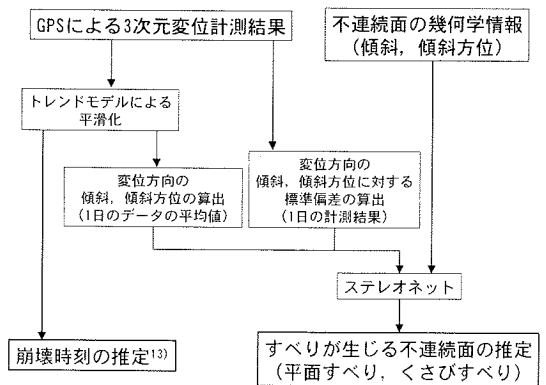 GPSによる3次元変位計測結果
不連続面の幾何学情報
(傾斜，傾斜方位)
トレンドモデルによる
平滑化
変位方向の
傾斜，傾斜方位の算出
(1日のデータの平均値)
変位方向の
傾斜，傾斜方位に対する
標準偏差の算出
(1日の計測結果)
ステレオネット
崩壊時刻の推定13)
すべりが生じる不連続面の推定
(平面すべり，くさびすべり)